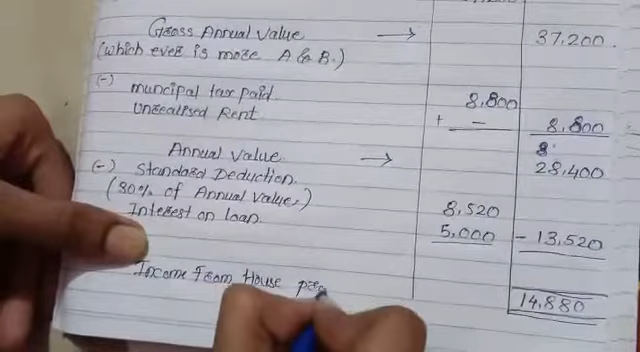 Gross Annual Value → 37,200.
(which ever is more A & B.)
(-) muncipal tax paid 8,800
Unrealised Rent + - 8,800
Annual Value → 28,400
(-) Standard Deduction.
(30% of Annual Value.)  8,520
Interest on loan. 5,000 - 13,520
Income from House pro
14,880